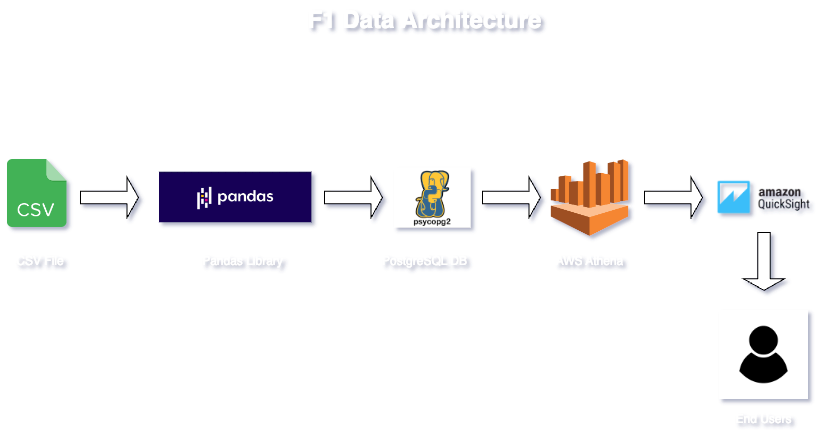 F1 Data Architecture
CSV
pandas
psycopg2
amazon
QuickSight
CSV File
Pandas Library
PostgreSQL DB
AWS Athena
End Users